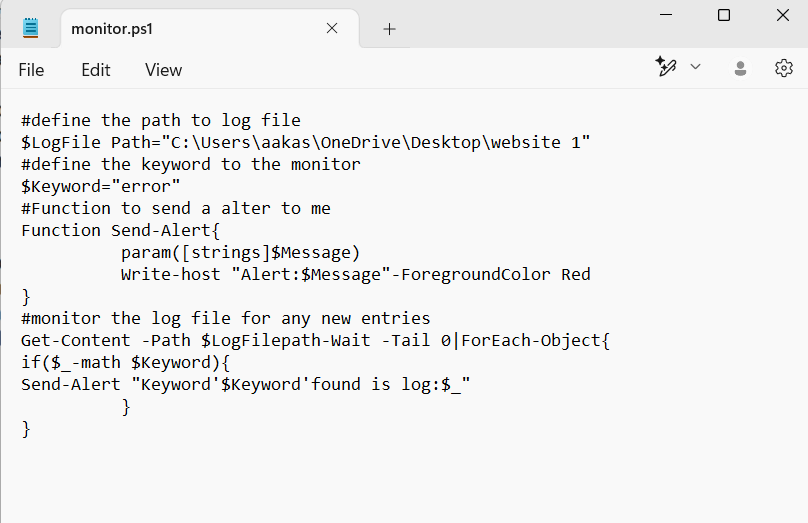 monitor.ps1
File Edit View
#define the path to log file
$LogFile Path="C:\Users\aakas\OneDrive\Desktop\website 1"
#define the keyword to the monitor
$Keyword="error"
#Function to send a alter to me
Function Send-Alert{
          param([strings]$Message)
          Write-host "Alert:$Message"-ForegroundColor Red
}
#monitor the log file for any new entries
Get-Content -Path $LogFilepath-Wait -Tail 0|ForEach-Object{
if($_-math $Keyword){
Send-Alert "Keyword'$Keyword'found is log:$_"
          }
}